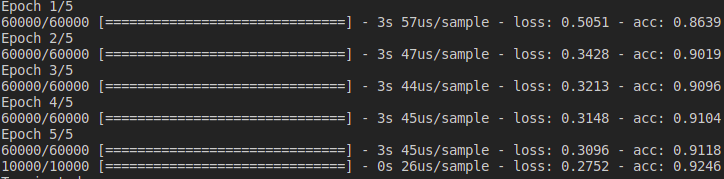 Epoch 1/5
60000/60000 [==============================] - 3s 57us/sample - loss: 0.5051 - acc: 0.8639
Epoch 2/5
60000/60000 [==============================] - 3s 47us/sample - loss: 0.3428 - acc: 0.9019
Epoch 3/5
60000/60000 [==============================] - 3s 44us/sample - loss: 0.3213 - acc: 0.9096
Epoch 4/5
60000/60000 [==============================] - 3s 45us/sample - loss: 0.3148 - acc: 0.9104
Epoch 5/5
60000/60000 [==============================] - 3s 45us/sample - loss: 0.3096 - acc: 0.9118
10000/10000 [==============================] - 0s 26us/sample - loss: 0.2752 - acc: 0.9246